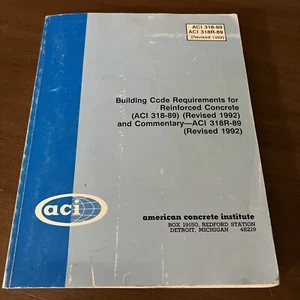 ACI 318-89
ACI 318R-89
(Revised 1992)
Building Code Requirements for
Reinforced Concrete
(ACI 318-89) (Revised 1992)
and Commentary—ACI 318R-89
(Revised 1992)
aci
american concrete institute
BOX 19150, REDFORD STATION
DETROIT, MICHIGAN 48219